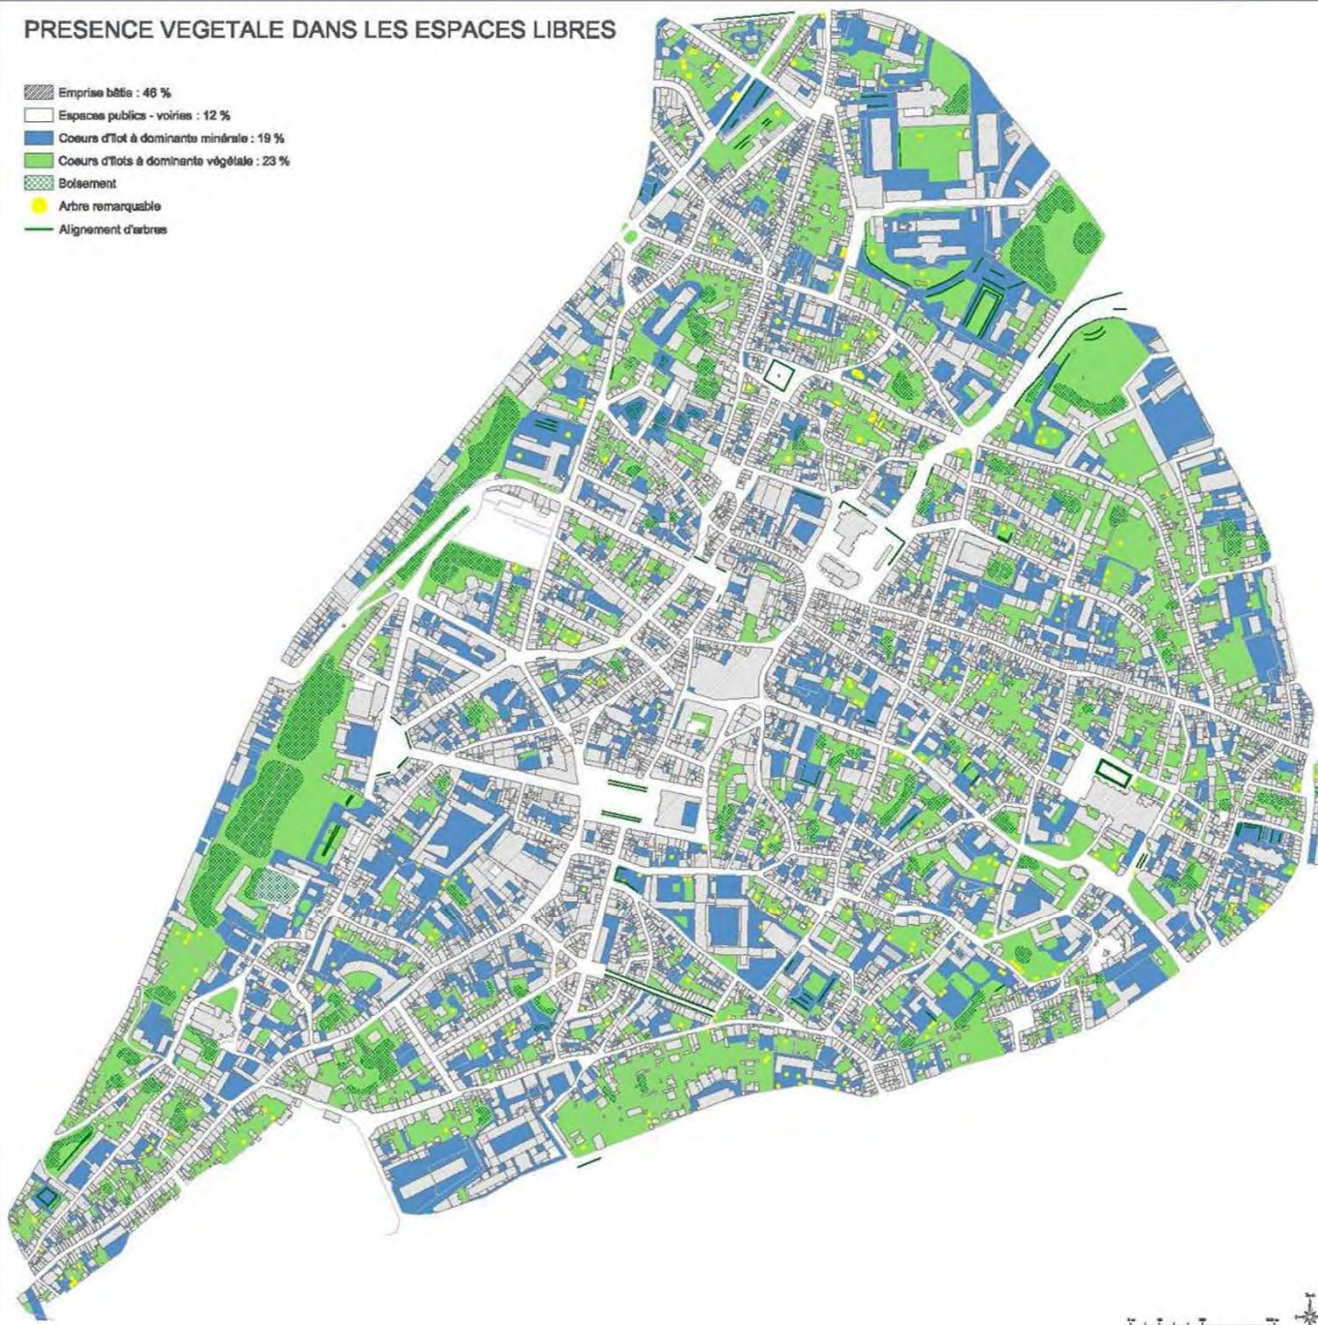 PRESENCE VEGETALE DANS LES ESPACES LIBRES
Emprise bâtie : 46 %
Espaces publics - voiries : 12 %
Coeurs d'îlot à dominante minérale : 19 %
Coeurs d'îlots à dominante végétale : 23 %
Boisement
Arbre remarquable
Alignement d'arbres